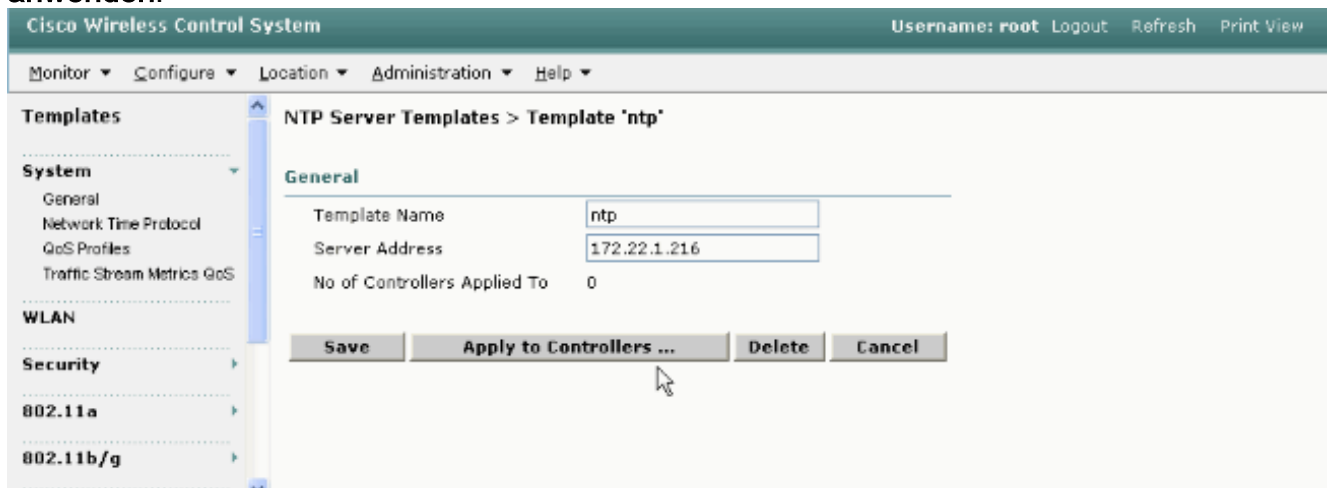 anwenden.
Cisco Wireless Control System
Username: root Logout Refresh Print View
Monitor Configure Location Administration Help
Templates
System
General
Network Time Protocol
QoS Profiles
Traffic Stream Metrics QoS
WLAN
Security
802.11a
802.11b/g
NTP Server Templates > Template 'ntp'
General
Template Name ntp
Server Address 172.22.1.216
No of Controllers Applied To 0
Save Apply to Controllers ... Delete Cancel